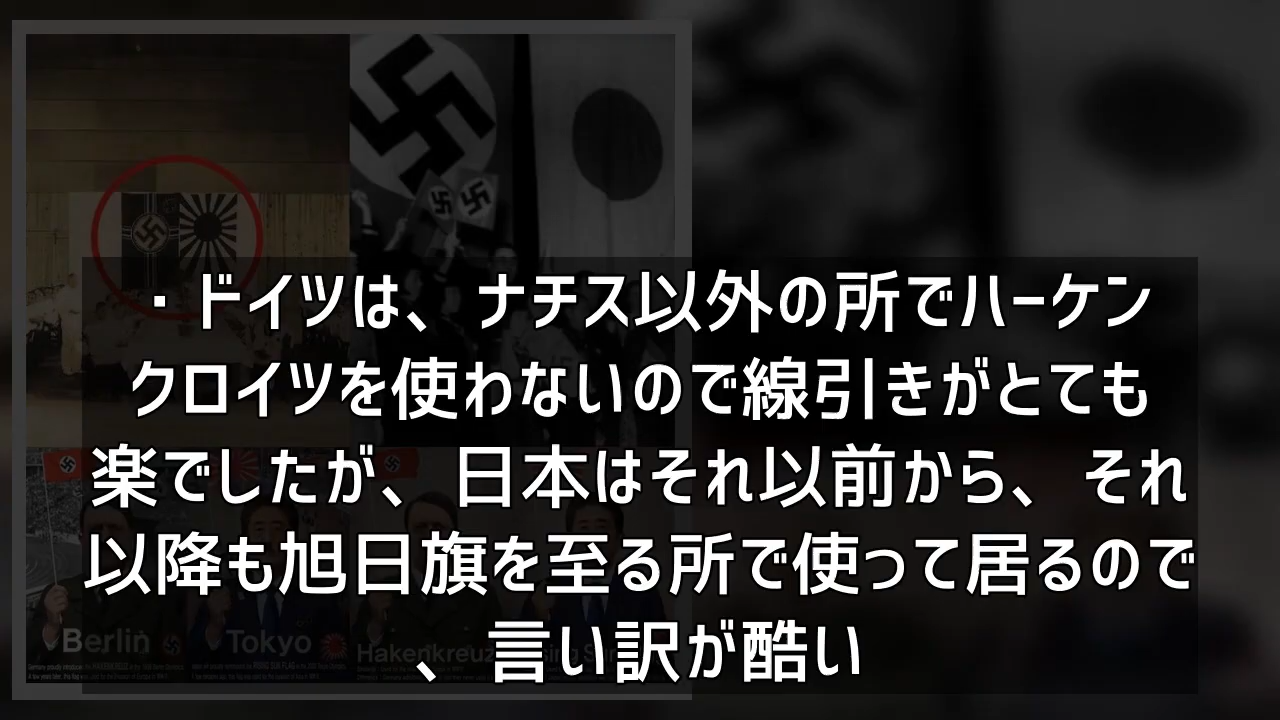 ・ドイツは、ナチス以外の所でハーケン
クロイツを使わないので線引きがとても
楽でしたが、日本はそれ以前から、それ
以降も旭日旗を至る所で使って居るので
、言い訳が酷い
Berlin
Tokyo
Hakenkreuz